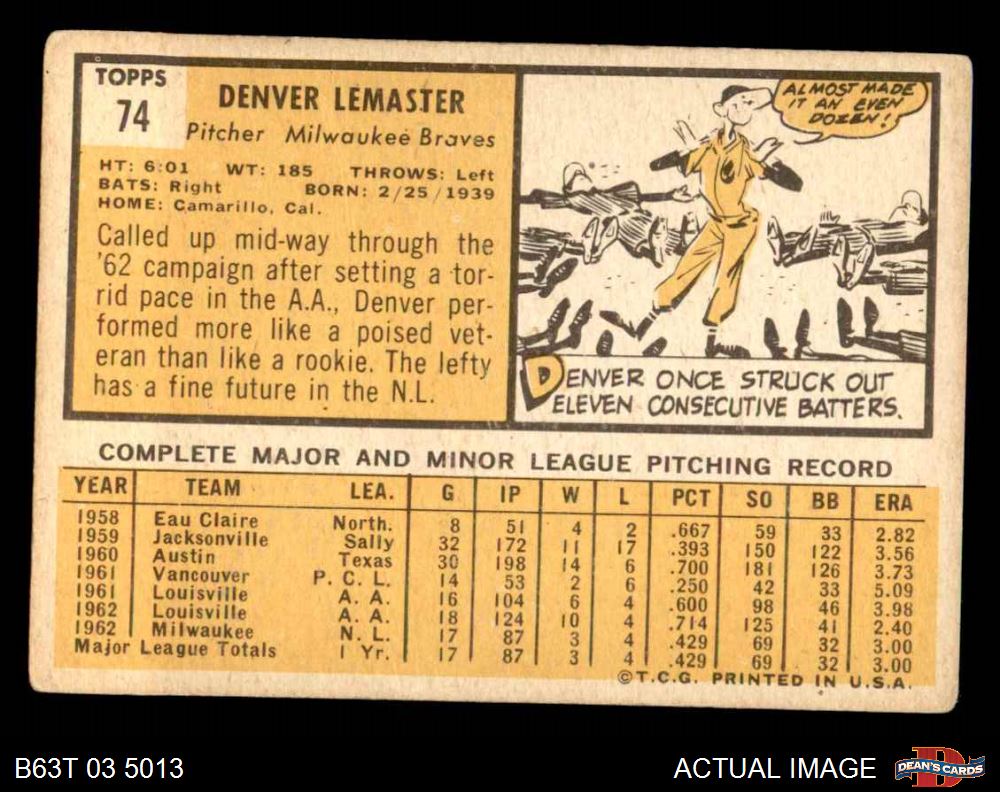 TOPPS
74
DENVER LEMASTER
Pitcher Milwaukee Braves
HT: 6:01 WT: 185 THROWS: Left
BATS: Right BORN: 2/25/1939
HOME: Camarillo, Cal.
Called up mid-way through the
'62 campaign after setting a tor-
rid pace in the A.A., Denver per-
formed more like a poised vet-
eran than like a rookie. The lefty
has a fine future in the N.L.
ALMOST MADE
IT AN EVEN
DOZEN!
DENVER ONCE STRUCK OUT
ELEVEN CONSECUTIVE BATTERS.
COMPLETE MAJOR AND MINOR LEAGUE PITCHING RECORD
YEAR TEAM LEA. G IP W L PCT SO BB ERA
1958 Eau Claire North. 8 51 4 2 .667 59 33 2.82
1959 Jacksonville Sally 32 172 11 17 .393 150 122 3.56
1960 Austin Texas 30 198 14 6 .700 181 126 3.73
1961 Vancouver P. C. L. 14 53 2 6 .250 42 33 5.09
1961 Louisville A. A. 16 104 6 4 .600 98 46 3.98
1962 Louisville A. A. 18 124 10 4 .714 125 41 2.40
1962 Milwaukee N. L. 17 87 3 4 .429 69 32 3.00
Major League Totals 1 Yr. 17 87 3 4 .429 69 32 3.00
©T.C.G. PRINTED IN U.S.A.
B63T 03 5013
ACTUAL IMAGE
DEAN'S CARDS